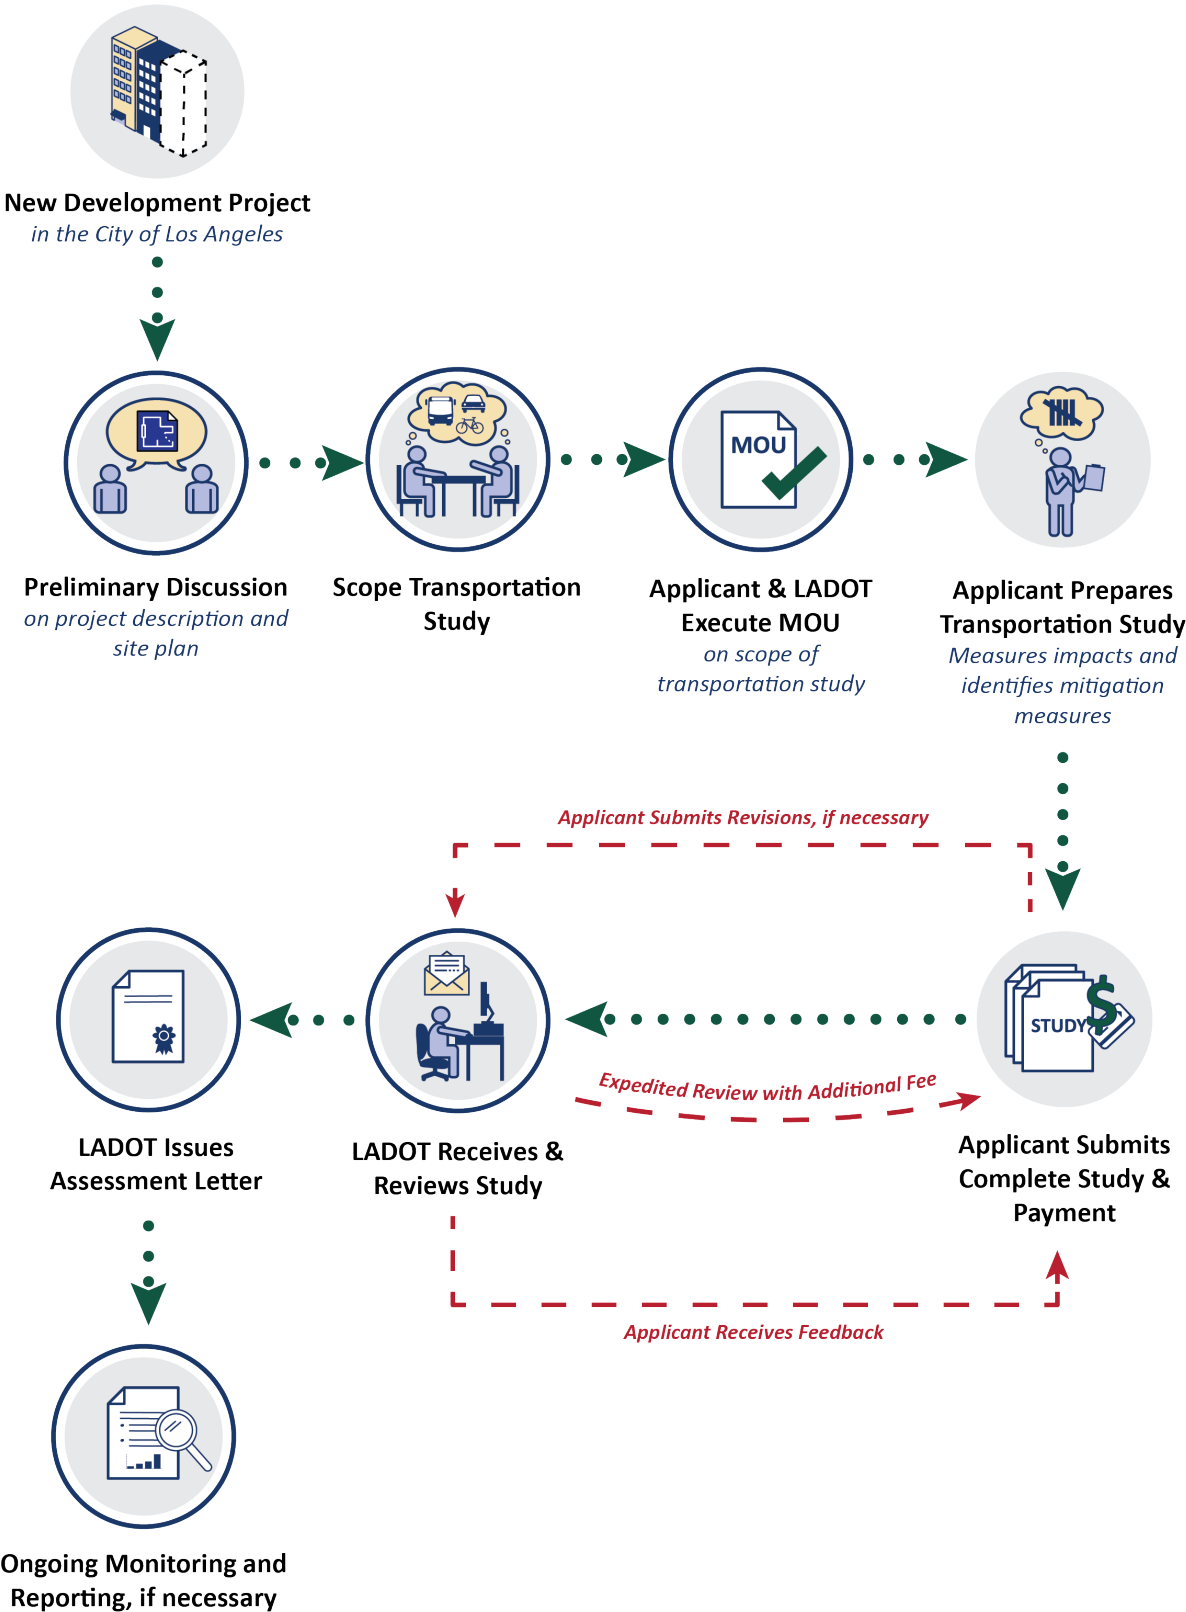 New Development Project
in the City of Los Angeles
MOU
Preliminary Discussion
on project description and
site plan
Scope Transportation
Study
Applicant & LADOT
Execute MOU
on scope of
transportation study
Applicant Prepares
Transportation Study
Measures impacts and
identifies mitigation
measures
Applicant Submits Revisions, if necessary
STUDY
$
Expedited Review with Additional Fee
LADOT Issues
Assessment Letter
LADOT Receives &
Reviews Study
Applicant Submits
Complete Study &
Payment
Applicant Receives Feedback
Ongoing Monitoring and
Reporting, if necessary